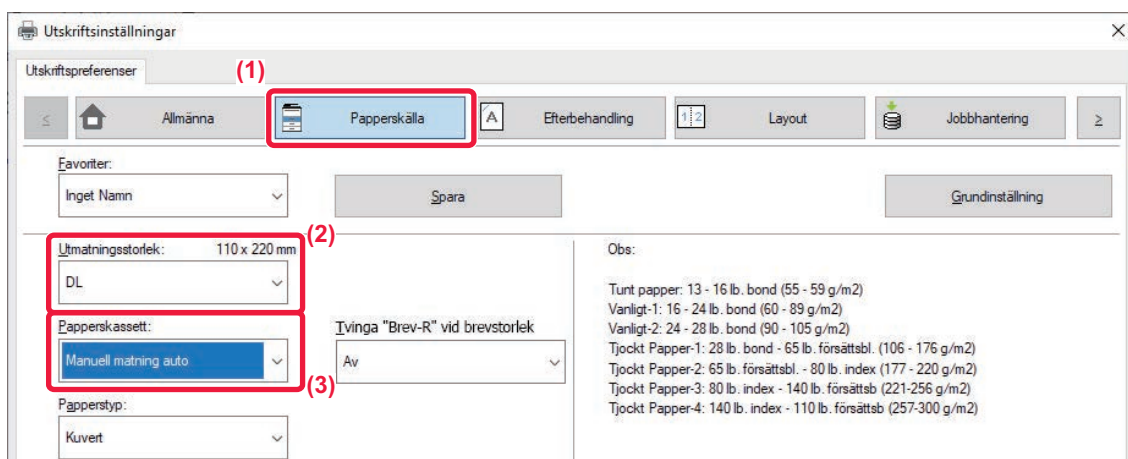 Utskriftsinställningar
Utskriftspreferenser
(1)
< Allmänna Papperskälla A Efterbehandling 1 2 Layout Jobbhantering >
Favoriter:
Inget Namn Spara Grundinställning
(2)
Utmatningsstorlek: 110 x 220 mm Obs:
DL
Tunt papper: 13 - 16 lb. bond (55 - 59 g/m2)
Vanligt-1: 16 - 24 lb. bond (60 - 89 g/m2)
Papperskassett: Tvinga "Brev-R" vid brevstorlek Vanligt-2: 24 - 28 lb. bond (90 - 105 g/m2)
Tjockt Papper-1: 28 lb. bond - 65 lb. försättsbl. (106 - 176 g/m2)
Manuell matning auto Av Tjockt Papper-2: 65 lb. försättsbl. - 80 lb. index (177 - 220 g/m2)
(3) Tjockt Papper-3: 80 lb. index - 140 lb. försättsb (221-256 g/m2)
Papperstyp: Tjockt Papper-4: 140 lb. index - 110 lb. försättsb (257-300 g/m2)
Kuvert